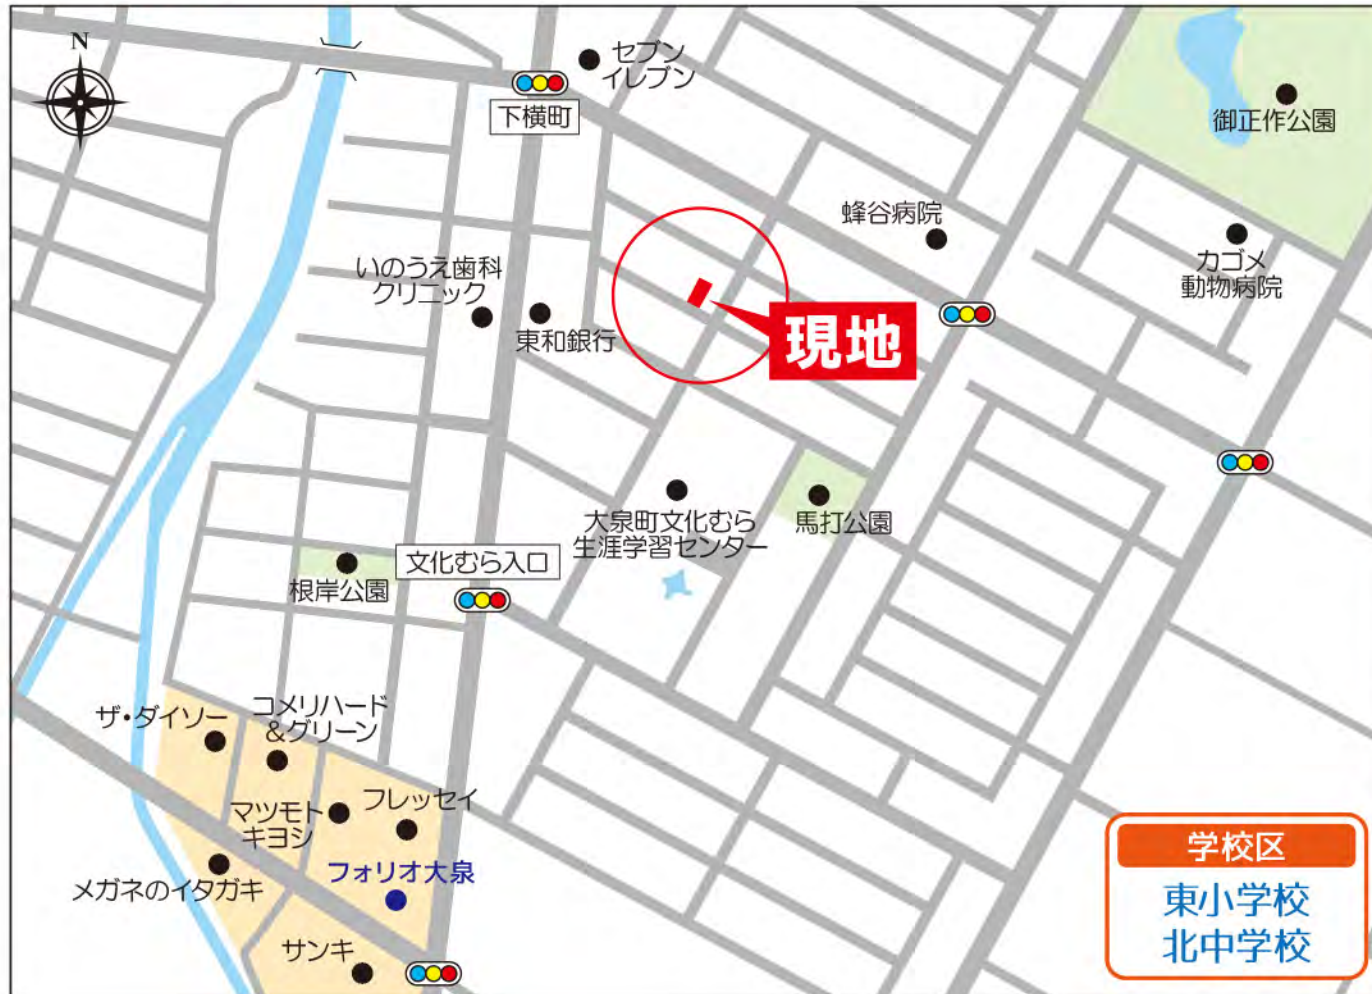 N
セブン
イレブン
下横町
御正作公園
蜂谷病院
カゴメ
動物病院
いのうえ歯科
クリニック
東和銀行
現地
大泉町文化むら
生涯学習センター
馬打公園
文化むら入口
根岸公園
ザ・ダイソー
コメリハード
&グリーン
マツモト
キヨシ
フレッセイ
メガネのイタガキ
フォリオ大泉
サンキ
学校区
東小学校
北中学校